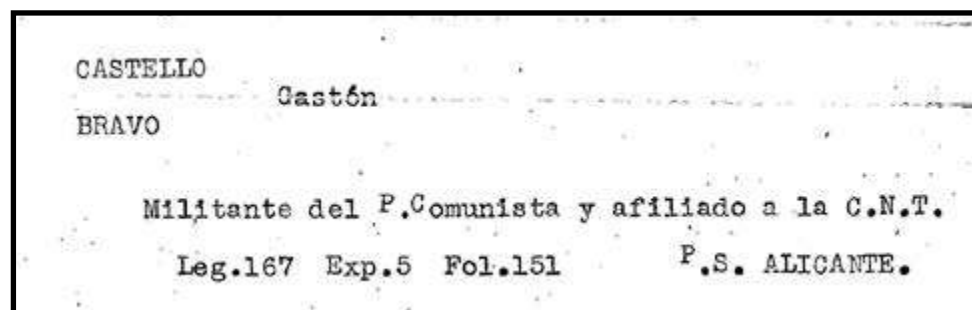 CASTELLO
Gastón
BRAVO
Militante del P.Comunista y afiliado a la C.N.T.
Leg.167 Exp.5 Fol.151 P.S. ALICANTE.